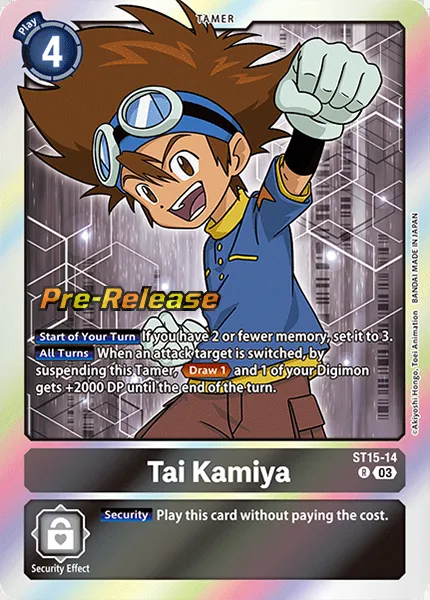 TAMER
Play
4
Pre-Release
Start of Your Turn If you have 2 or fewer memory, set it to 3.
All Turns When an attack target is switched, by
suspending this Tamer, Draw 1 and 1 of your Digimon
gets +2000 DP until the end of the turn.
©Akiyoshi Hongo, Toei Animation BANDAI MADE IN JAPAN
ST15-14
Tai Kamiya
R 03
Security Play this card without paying the cost.
Security Effect